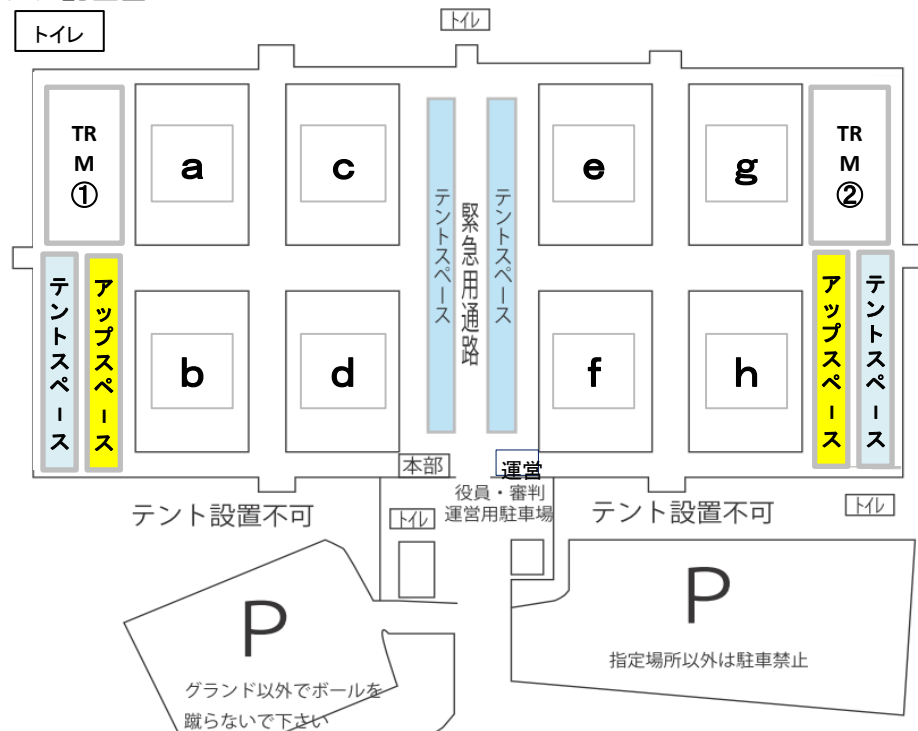 トイレ
トイレ
TR
M
①
a
c
テントスペース
緊急用通路
テントスペース
e
g
TR
M
②
テントスペース
アップスペース
b
d
f
h
アップスペース
テントスペース
本部
運営
役員・審判
運営用駐車場
テント設置不可
トイレ
テント設置不可
トイレ
P
グランド以外でボールを
蹴らないで下さい
P
指定場所以外は駐車禁止